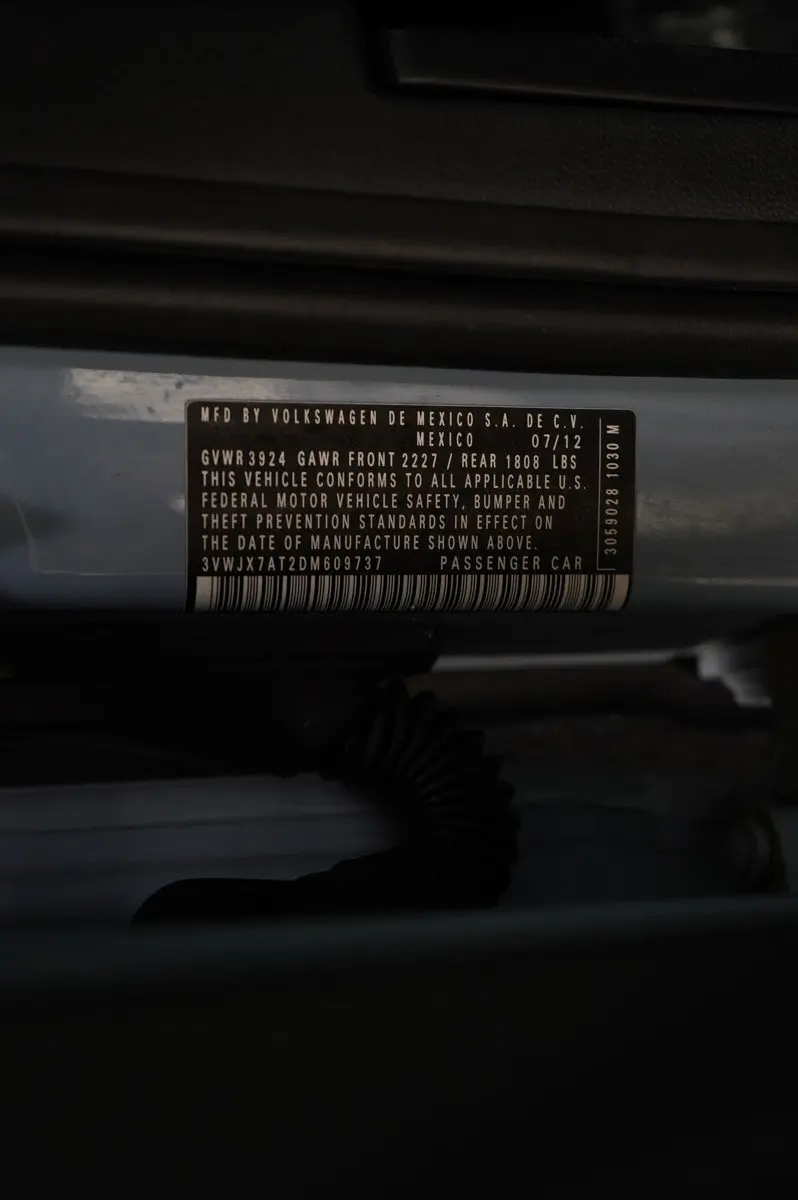 MFD BY VOLKSWAGEN DE MEXICO S.A. DE C.V.
MEXICO 07/12
GVWR 3924 GAWR FRONT 2227 / REAR 1808 LBS
THIS VEHICLE CONFORMS TO ALL APPLICABLE U.S.
FEDERAL MOTOR VEHICLE SAFETY, BUMPER AND
THEFT PREVENTION STANDARDS IN EFFECT ON
THE DATE OF MANUFACTURE SHOWN ABOVE.
3VWJX7AT2DM609737 PASSENGER CAR
3059028 1030 M